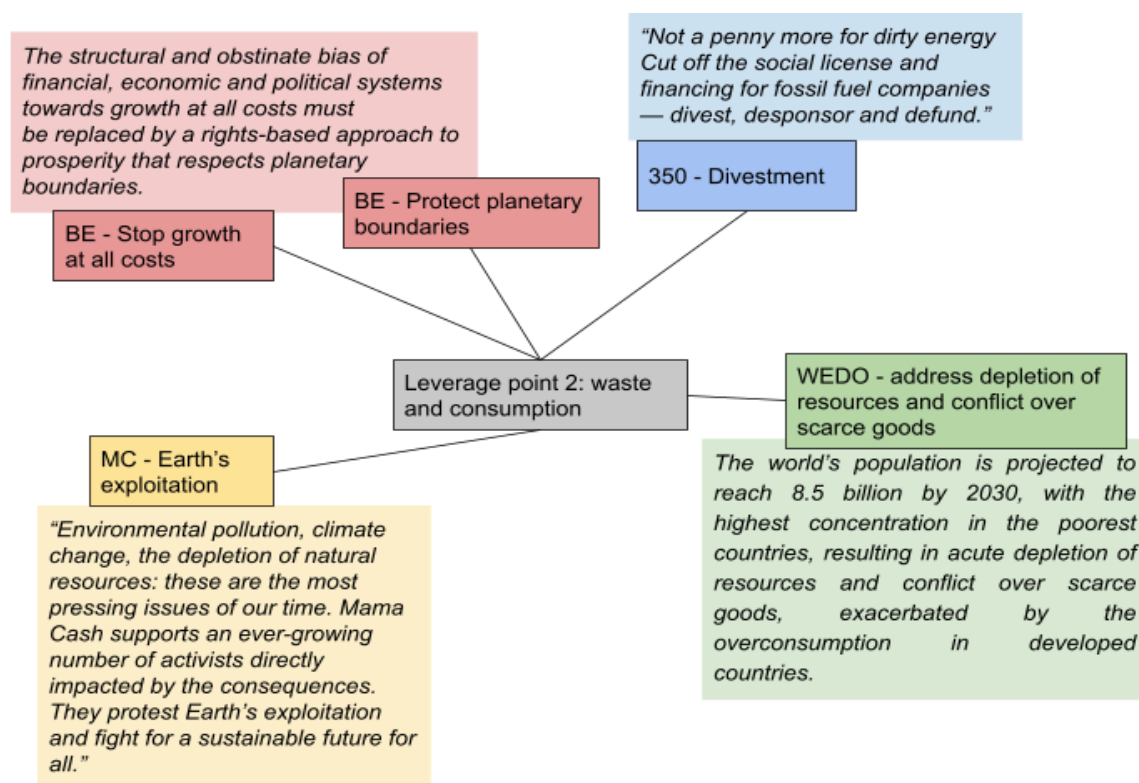 The structural and obstinate bias of
financial, economic and political systems
towards growth at all costs must
be replaced by a rights-based approach to
prosperity that respects planetary
boundaries.
BE - Stop growth
at all costs
BE - Protect planetary
boundaries
“Not a penny more for dirty energy
Cut off the social license and
financing for fossil fuel companies
— divest, desponsor and defund.”
350 - Divestment
Leverage point 2: waste
and consumption
WEDO - address depletion of
resources and conflict over
scarce goods
The world’s population is projected to
reach 8.5 billion by 2030, with the
highest concentration in the poorest
countries, resulting in acute depletion of
resources and conflict over scarce
goods, exacerbated by the
overconsumption in developed
countries.
MC - Earth’s
exploitation
“Environmental pollution, climate
change, the depletion of natural
resources: these are the most
pressing issues of our time. Mama
Cash supports an ever-growing
number of activists directly
impacted by the consequences.
They protest Earth’s exploitation
and fight for a sustainable future for
all.”